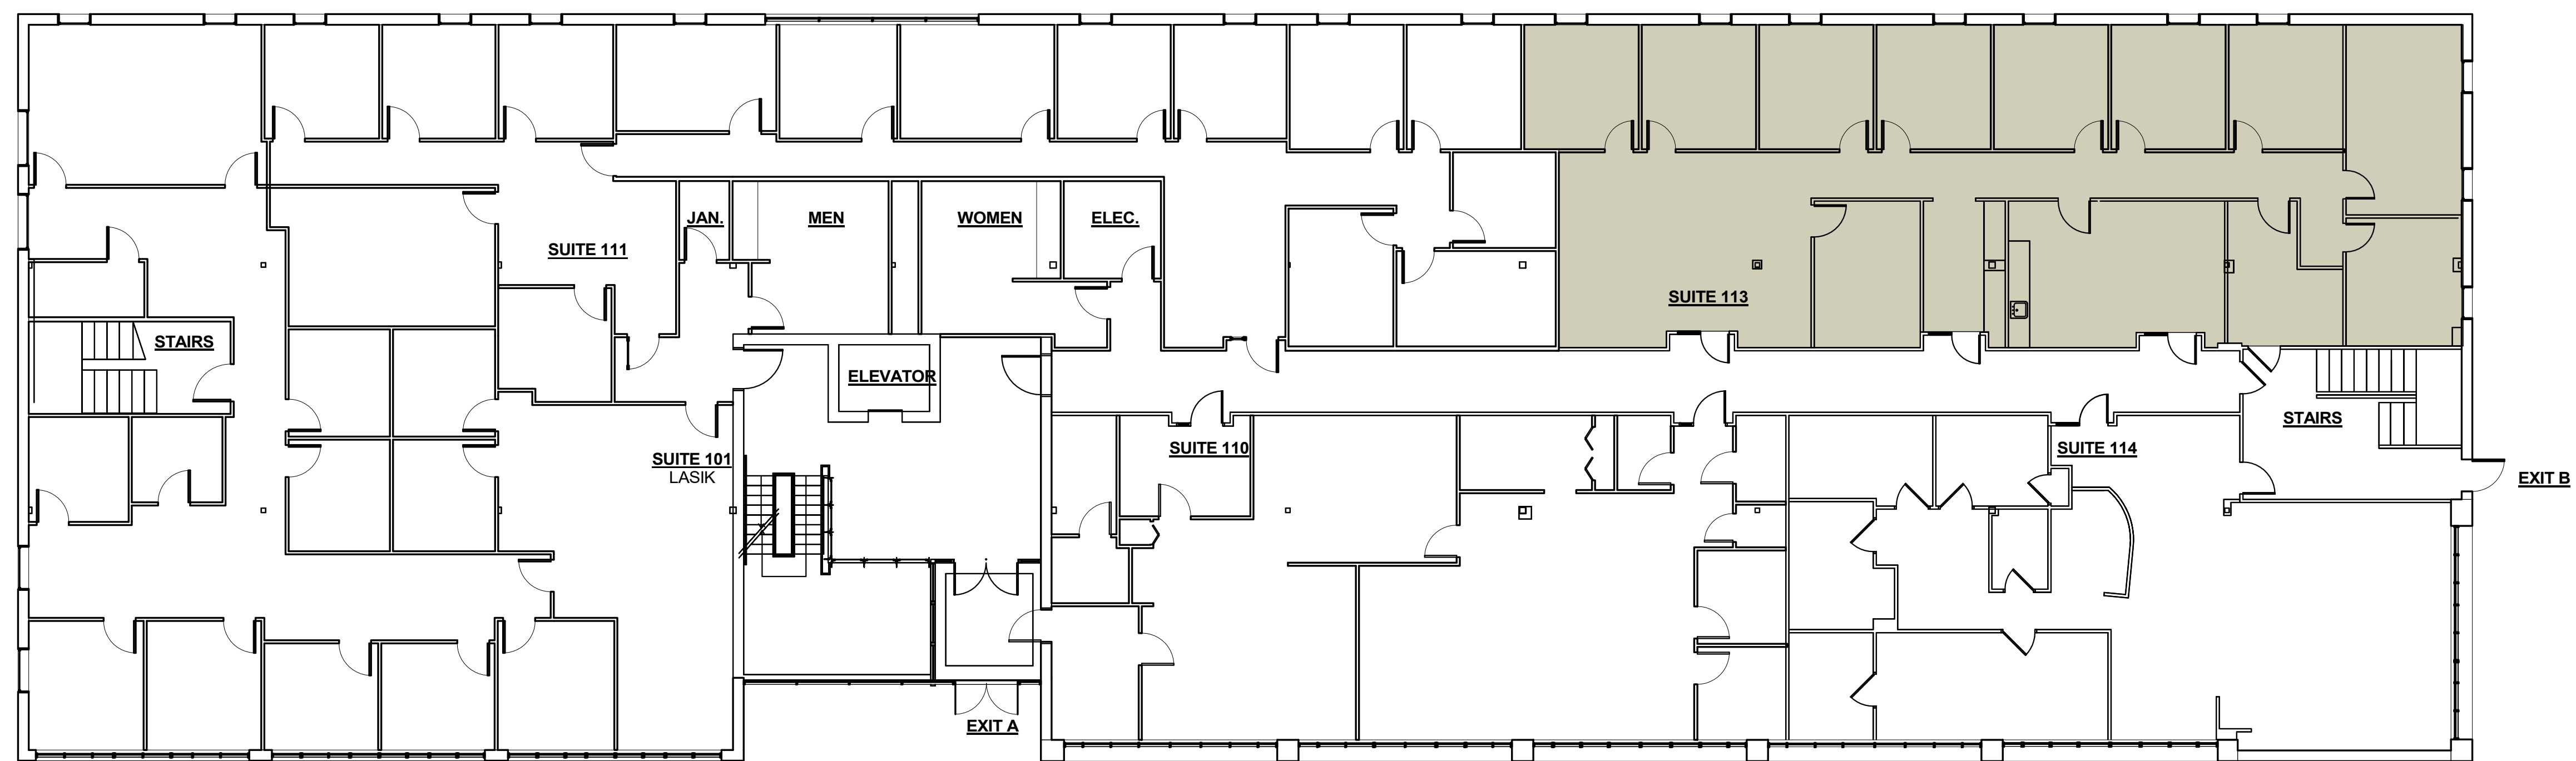 JAN.
MEN
WOMEN
ELEC.
SUITE 111
SUITE 113
STAIRS
ELEVATOR
STAIRS
SUITE 110
SUITE 114
SUITE 101
LASIK
EXIT B
EXIT A